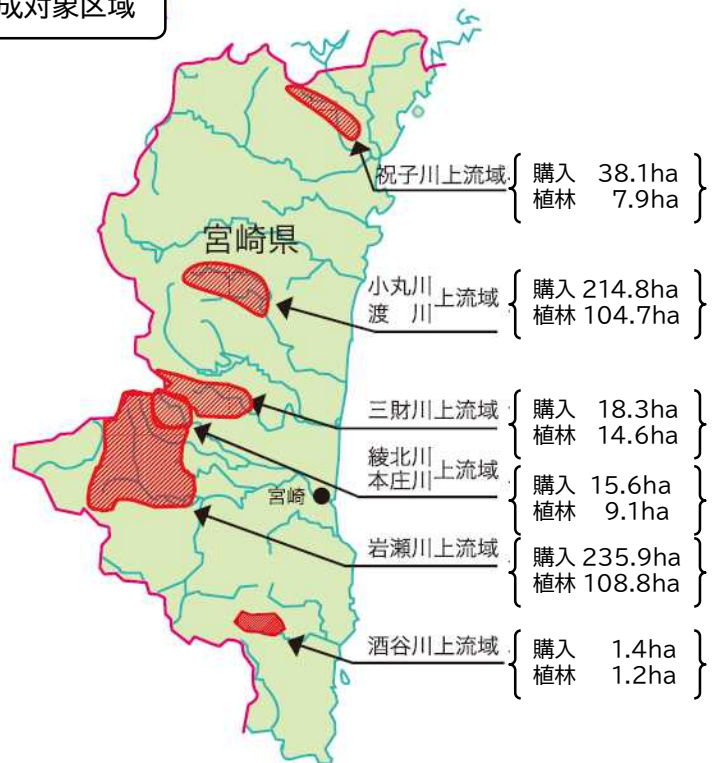 成対象区域
祝子川上流域
購入 38.1ha
植林 7.9ha
宮崎県
小丸川
渡 川
上流域
購入 214.8ha
植林 104.7ha
三財川上流域
購入 18.3ha
植林 14.6ha
綾北川
本庄川
上流域
購入 15.6ha
植林 9.1ha
宮崎
岩瀬川上流域
購入 235.9ha
植林 108.8ha
酒谷川上流域
購入 1.4ha
植林 1.2ha